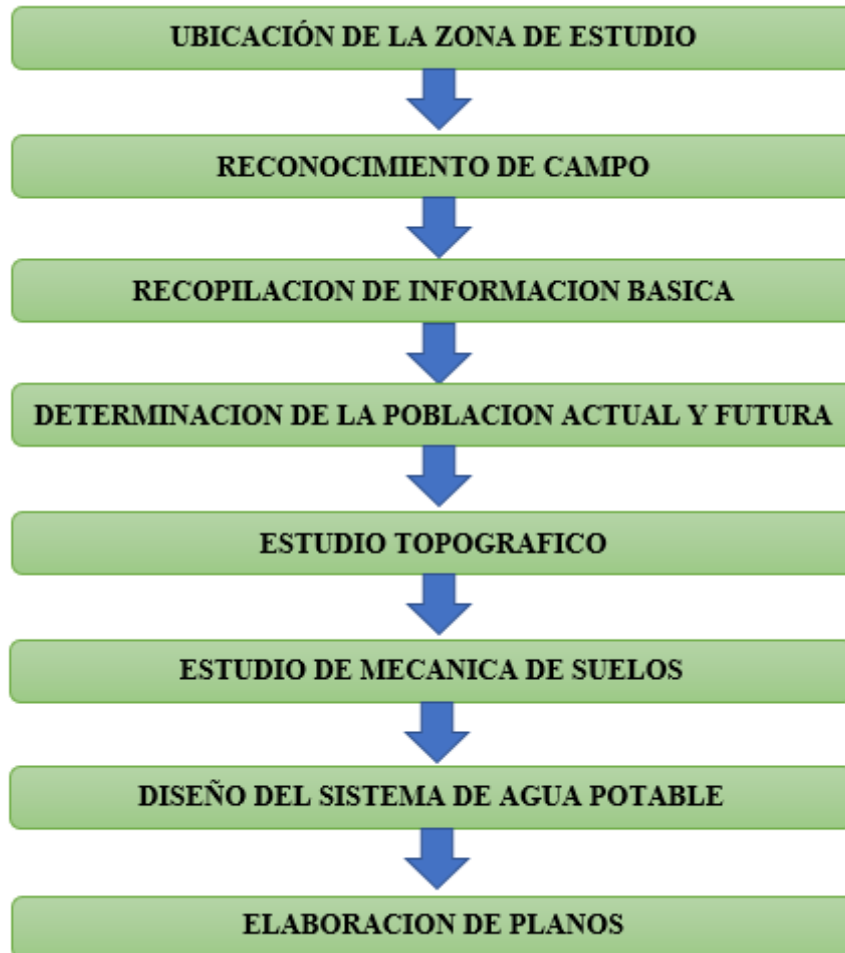 UBICACIÓN DE LA ZONA DE ESTUDIO
RECONOCIMIENTO DE CAMPO
RECOPILACION DE INFORMACION BASICA
DETERMINACION DE LA POBLACION ACTUAL Y FUTURA
ESTUDIO TOPOGRAFICO
ESTUDIO DE MECANICA DE SUELOS
DISEÑO DEL SISTEMA DE AGUA POTABLE
ELABORACION DE PLANOS